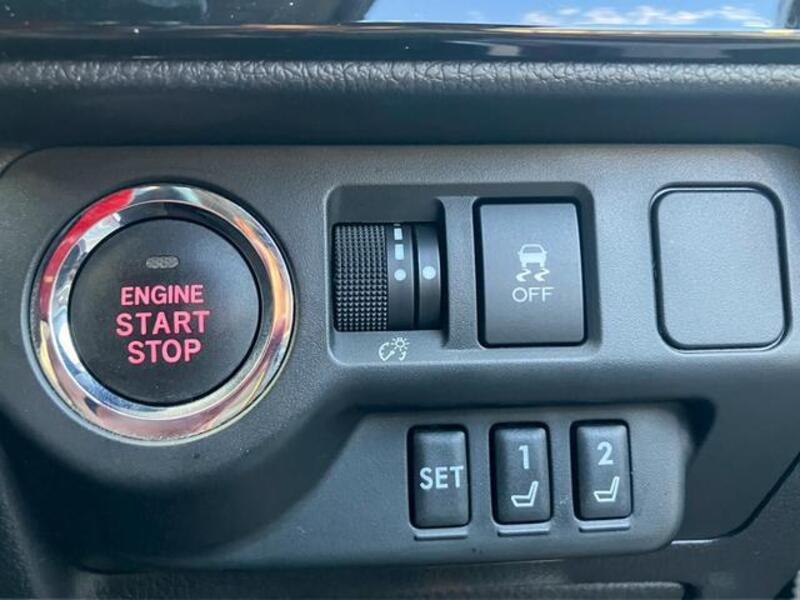 ENGINE
START
STOP
OFF
SET
1
2